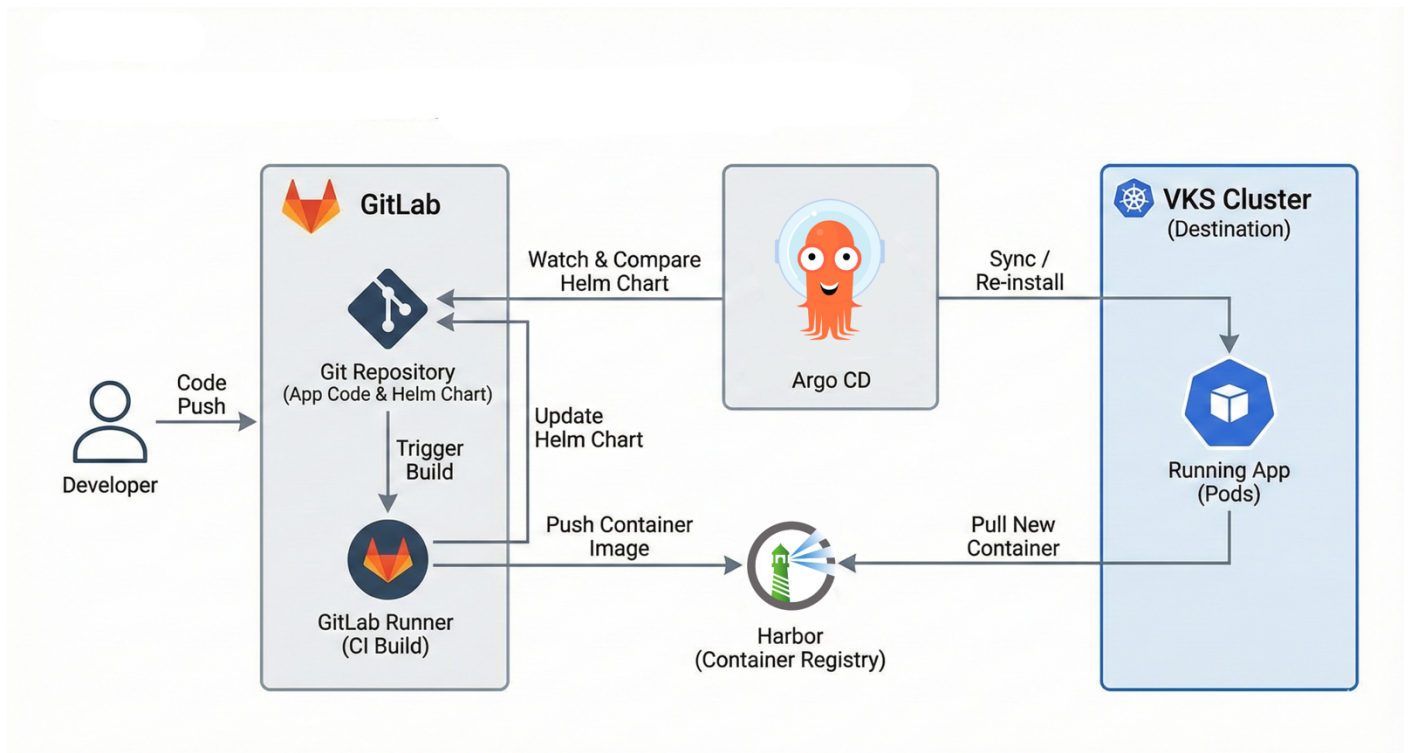 GitLab
VKS Cluster
(Destination)
Watch & Compare
Helm Chart
Sync /
Re-install
Git Repository
(App Code & Helm Chart)
Argo CD
Code
Push
Developer
Trigger
Build
Update
Helm Chart
Running App
(Pods)
Push Container
Image
Pull New
Container
GitLab Runner
(CI Build)
Harbor
(Container Registry)